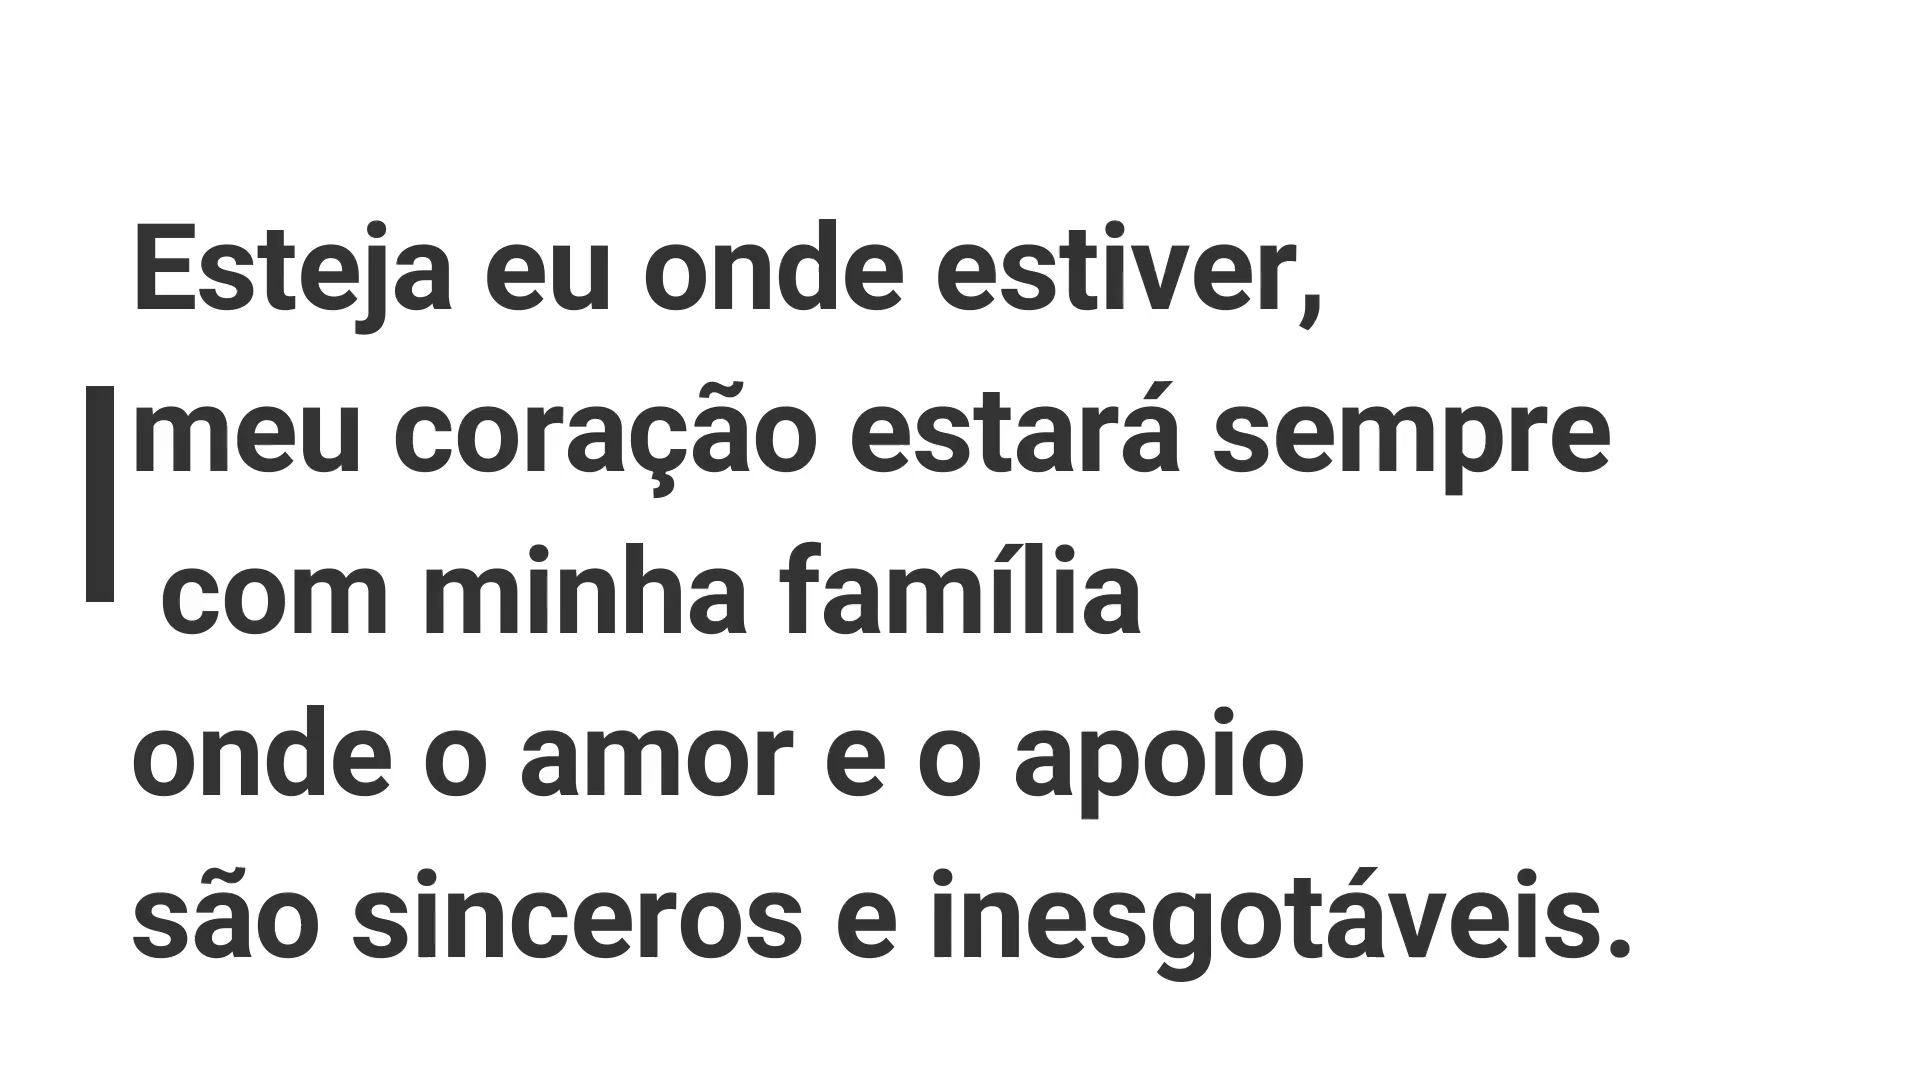 Esteja eu onde estiver,
meu coração estará sempre
com minha família
onde o amor e o apoio
são sinceros e inesgotáveis.